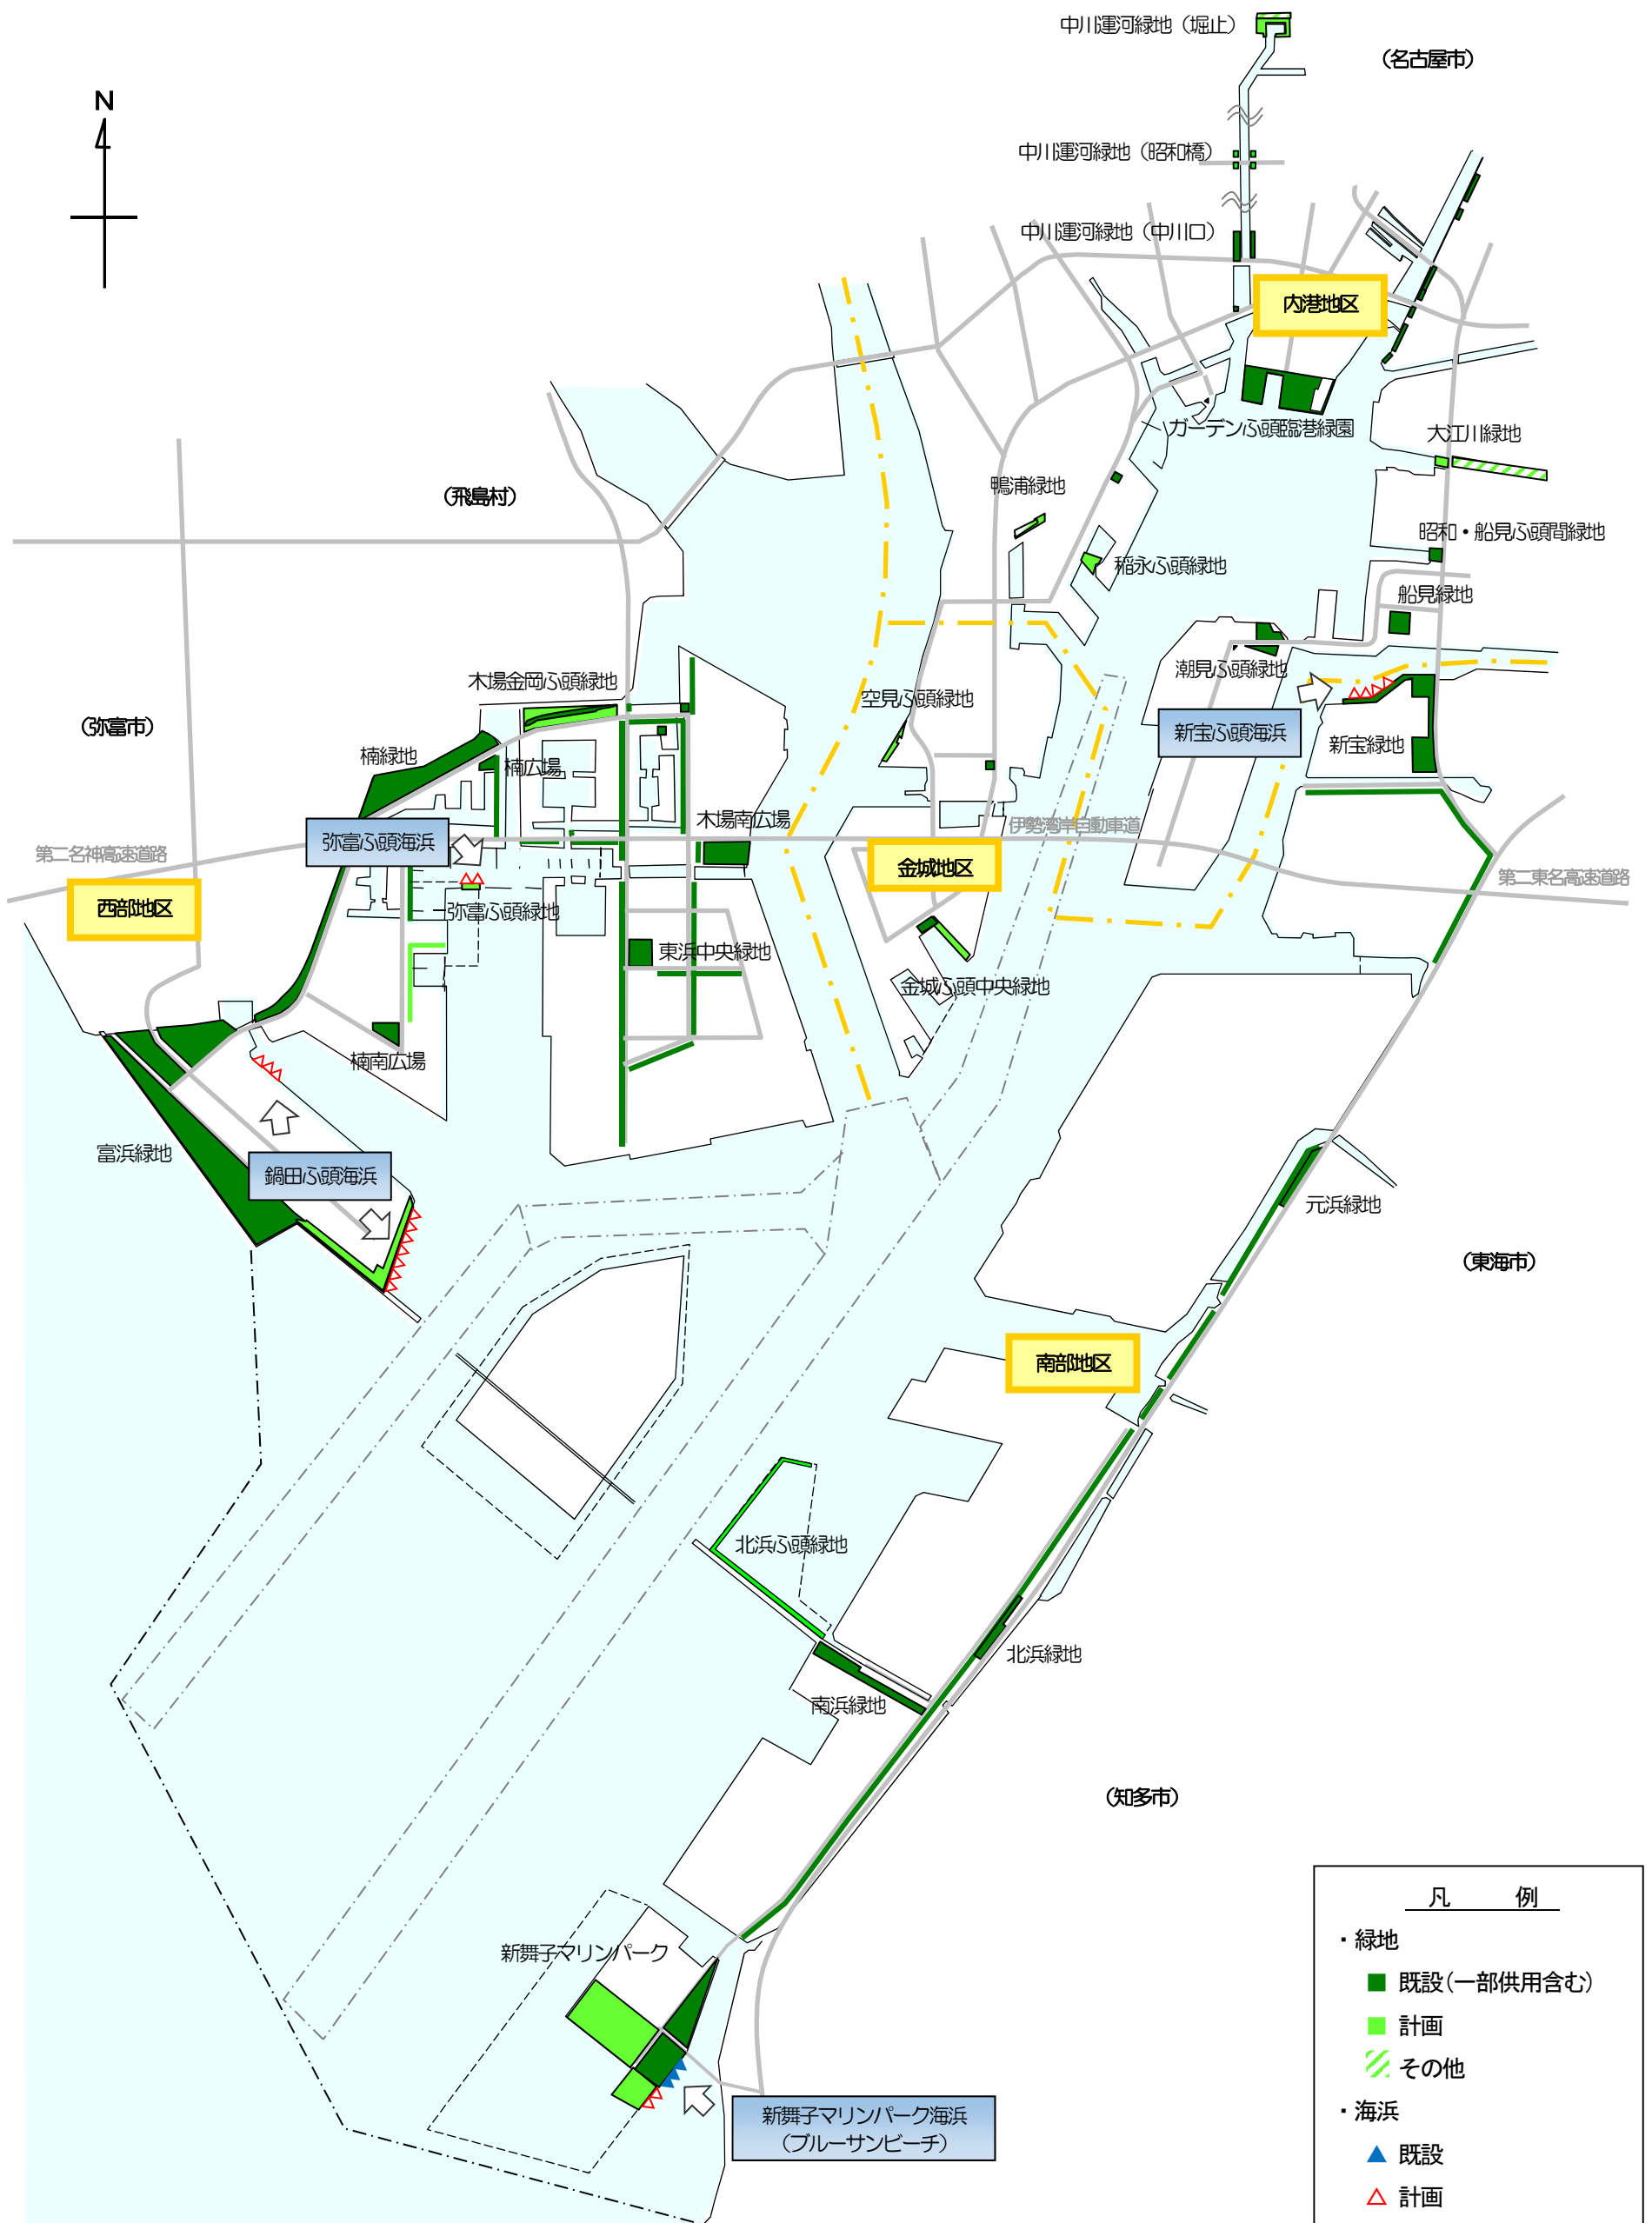 中川運河緑地（堀止）
（名古屋市）
N
中川運河緑地（昭和橋）
中川運河緑地（中川口）
内港地区
ガーデンふ頭臨港緑園
大江川緑地
（飛島村）
鴨浦緑地
昭和・船見ふ頭間緑地
稲永ふ頭緑地
船見緑地
潮見ふ頭緑地
木場金岡ふ頭緑地
空見ふ頭緑地
（弥富市）
新宝ふ頭海浜
新宝緑地
楠緑地
楠広場
木場南広場
伊勢湾岸自動車道
弥富ふ頭海浜
第二名神高速道路
金城地区
第二東名高速道路
西部地区
弥富ふ頭緑地
東浜中央緑地
金城ふ頭中央緑地
楠南広場
富浜緑地
鍋田ふ頭海浜
元浜緑地
（東海市）
南部地区
北浜ふ頭緑地
北浜緑地
南浜緑地
（知多市）
新舞子マリンパーク
新舞子マリンパーク海浜
（ブルーサンビーチ）
凡　例
・緑地
既設（一部供用含む）
計画
その他
・海浜
既設
計画